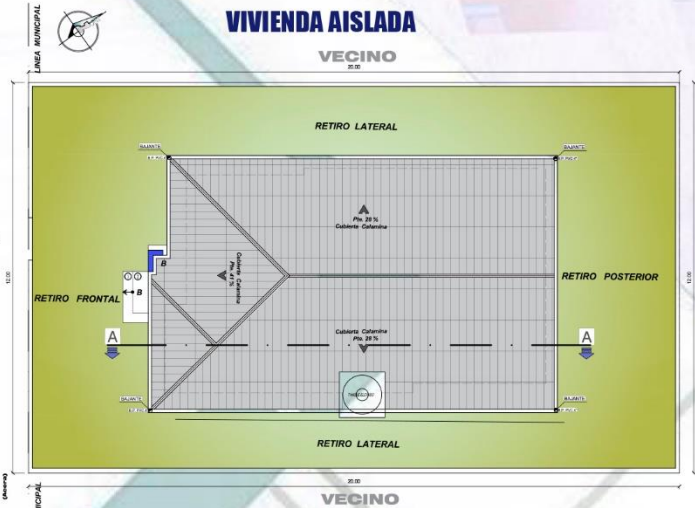 VIVIENDA AISLADA
LINEA MUNICIPAL
VECINO
20.00
RETIRO LATERAL
BAJANTE
BAJANTE
Pte. 28 %
Cubierta Calamina
Cubierta Calamina
Pte. 41 %
12.00
RETIRO FRONTAL
B
B
RETIRO POSTERIOR
12.00
A
Cubierta Calamina
Pte. 28 %
A
BAJANTE
BAJANTE
RETIRO LATERAL
(Acera)
20.00
VECINO